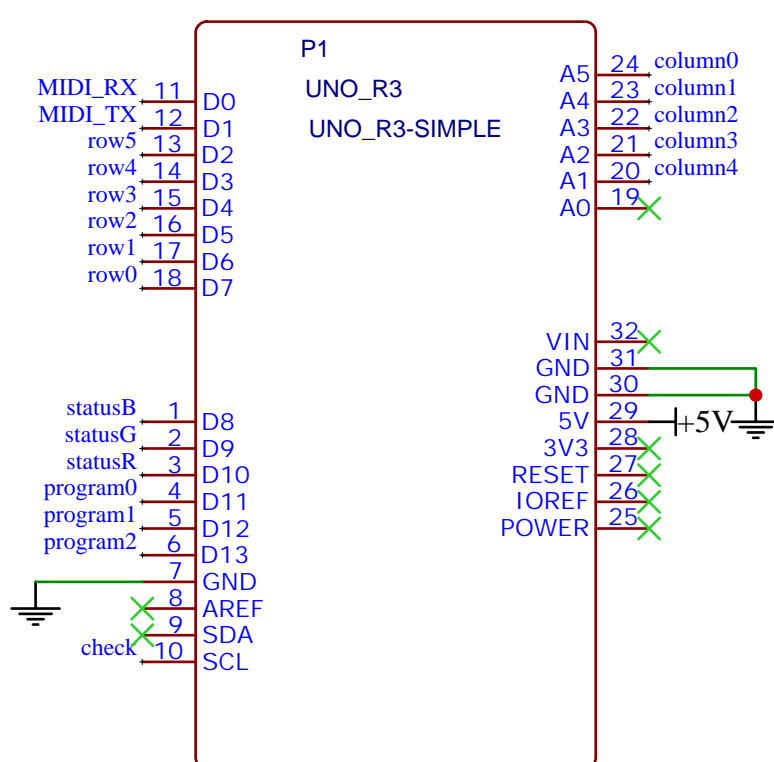 P1
UNO_R3
UNO_R3-SIMPLE
MIDI_RX 11 D0
MIDI_TX 12 D1
row5 13 D2
row4 14 D3
row3 15 D4
row2 16 D5
row1 17 D6
row0 18 D7
statusB 1 D8
statusG 2 D9
statusR 3 D10
program0 4 D11
program1 5 D12
program2 6 D13
7 GND
8 AREF
9 SDA
check 10 SCL
A5 24 column0
A4 23 column1
A3 22 column2
A2 21 column3
A1 20 column4
A0 19
VIN 32
GND 31
GND 30
5V 29 +5V
3V3 28
RESET 27
IOREF 26
POWER 25